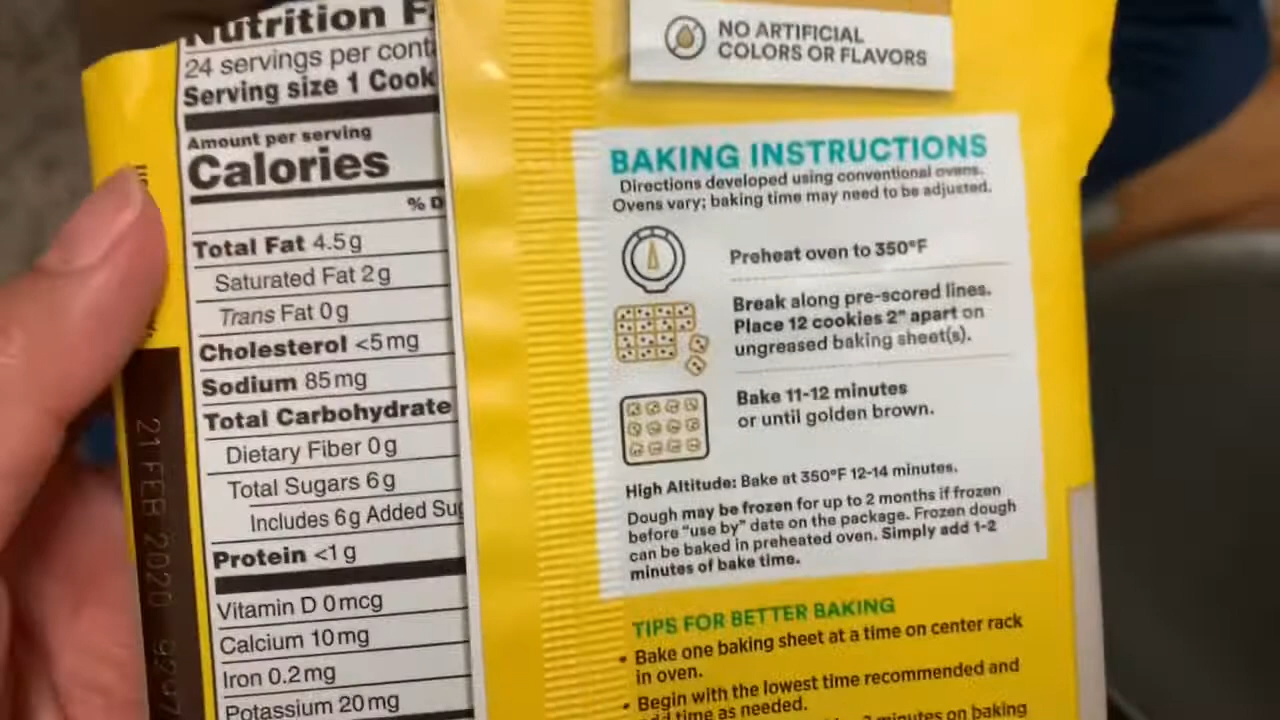 Nutrition F
24 servings per cont
Serving size 1 Cook
Amount per serving
Calories
% D
Total Fat 4.5g
Saturated Fat 2g
Trans Fat 0g
Cholesterol <5mg
Sodium 85mg
Total Carbohydrate
Dietary Fiber 0g
Total Sugars 6g
Includes 6g Added Sug
Protein <1g
Vitamin D 0mcg
Calcium 10mg
Iron 0.2mg
Potassium 20mg
21 FEB 2020
NO ARTIFICIAL
COLORS OR FLAVORS
BAKING INSTRUCTIONS
Directions developed using conventional ovens.
Ovens vary; baking time may need to be adjusted.
Preheat oven to 350°F
Break along pre-scored lines.
Place 12 cookies 2" apart on
ungreased baking sheet(s).
Bake 11-12 minutes
or until golden brown.
High Altitude: Bake at 350°F 12-14 minutes.
Dough may be frozen for up to 2 months if frozen
before "use by" date on the package. Frozen dough
can be baked in preheated oven. Simply add 1-2
minutes of bake time.
TIPS FOR BETTER BAKING
• Bake one baking sheet at a time on center rack
in oven.
• Begin with the lowest time recommended and
add time as needed.
minutes on baking